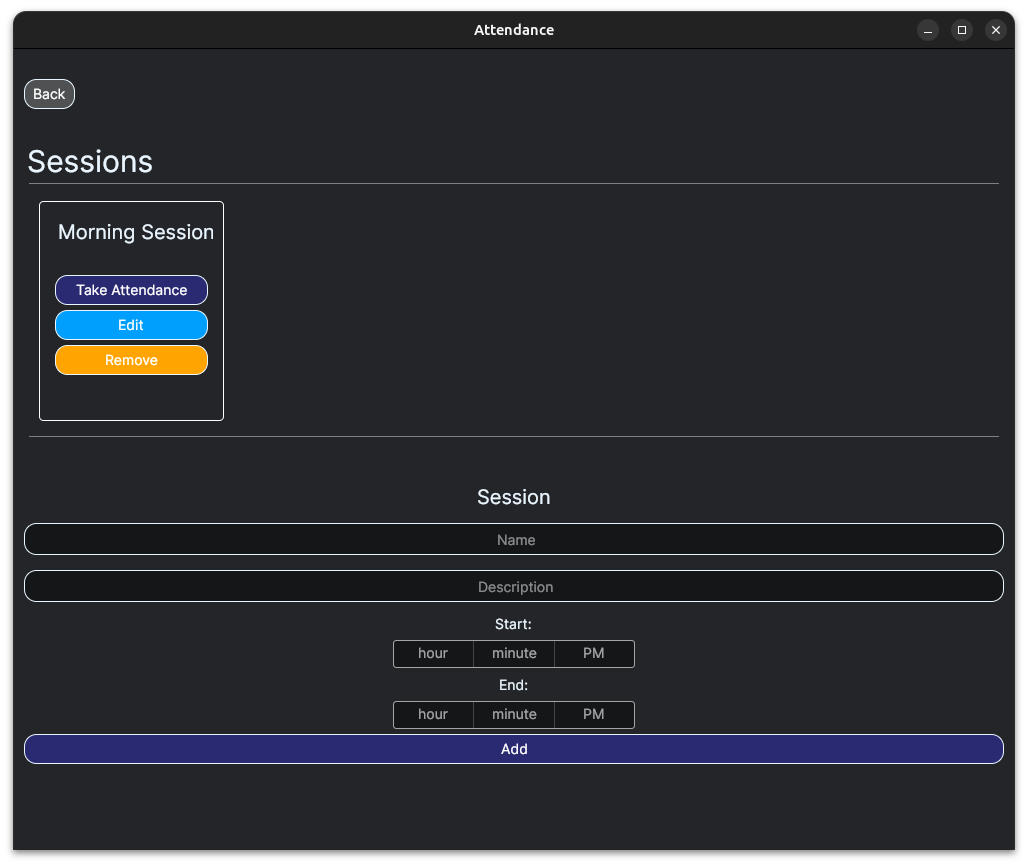 Attendance
Back
Sessions
Morning Session
Take Attendance
Edit
Remove
Session
Name
Description
Start:
hour minute PM
End:
hour minute PM
Add